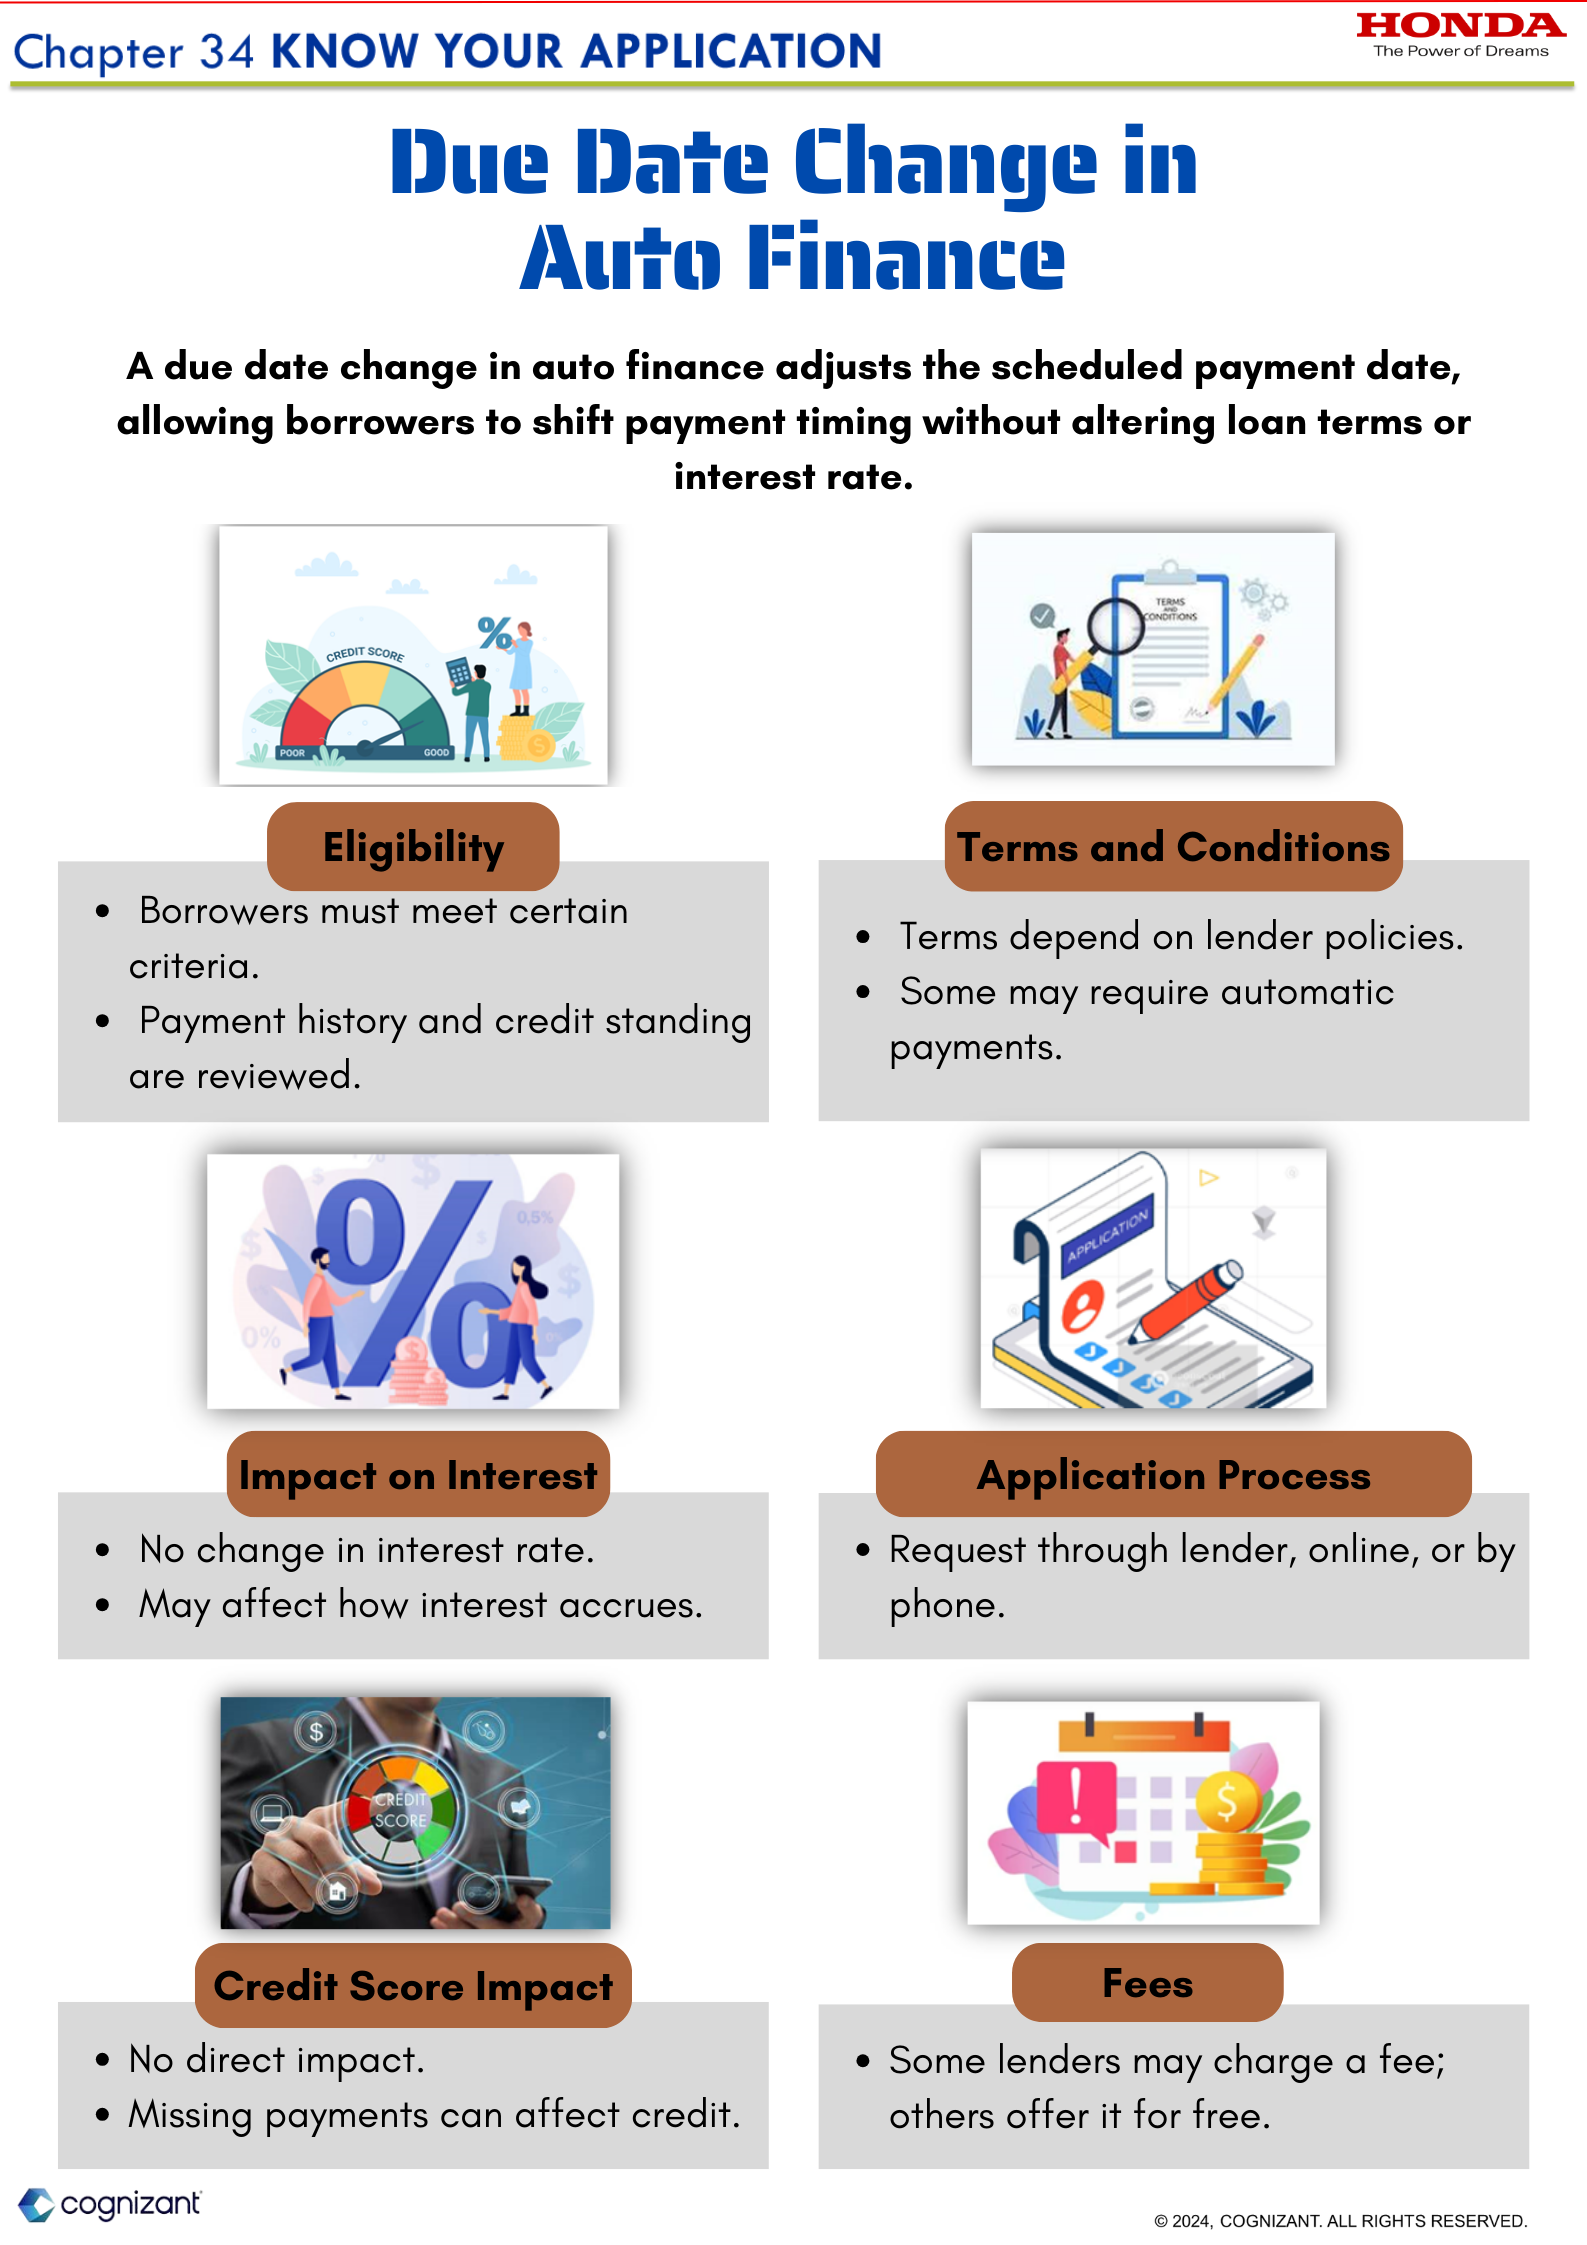 Chapter 34 KNOW YOUR APPLICATION
HONDA
The Power of Dreams
Due Date Change in
Auto Finance
A due date change in auto finance adjusts the scheduled payment date,
allowing borrowers to shift payment timing without altering loan terms or
interest rate.
CREDIT SCORE
%
POOR
GOOD
TERMS
AND
CONDITIONS
Eligibility
• Borrowers must meet certain
criteria.
• Payment history and credit standing
are reviewed.
Terms and Conditions
• Terms depend on lender policies.
• Some may require automatic
payments.
%
0,5%
0%
APPLICATION
Impact on Interest
• No change in interest rate.
• May affect how interest accrues.
Application Process
• Request through lender, online, or by
phone.
CREDIT
SCORE
Credit Score Impact
• No direct impact.
• Missing payments can affect credit.
Fees
• Some lenders may charge a fee;
others offer it for free.
cognizant
© 2024, COGNIZANT. ALL RIGHTS RESERVED.